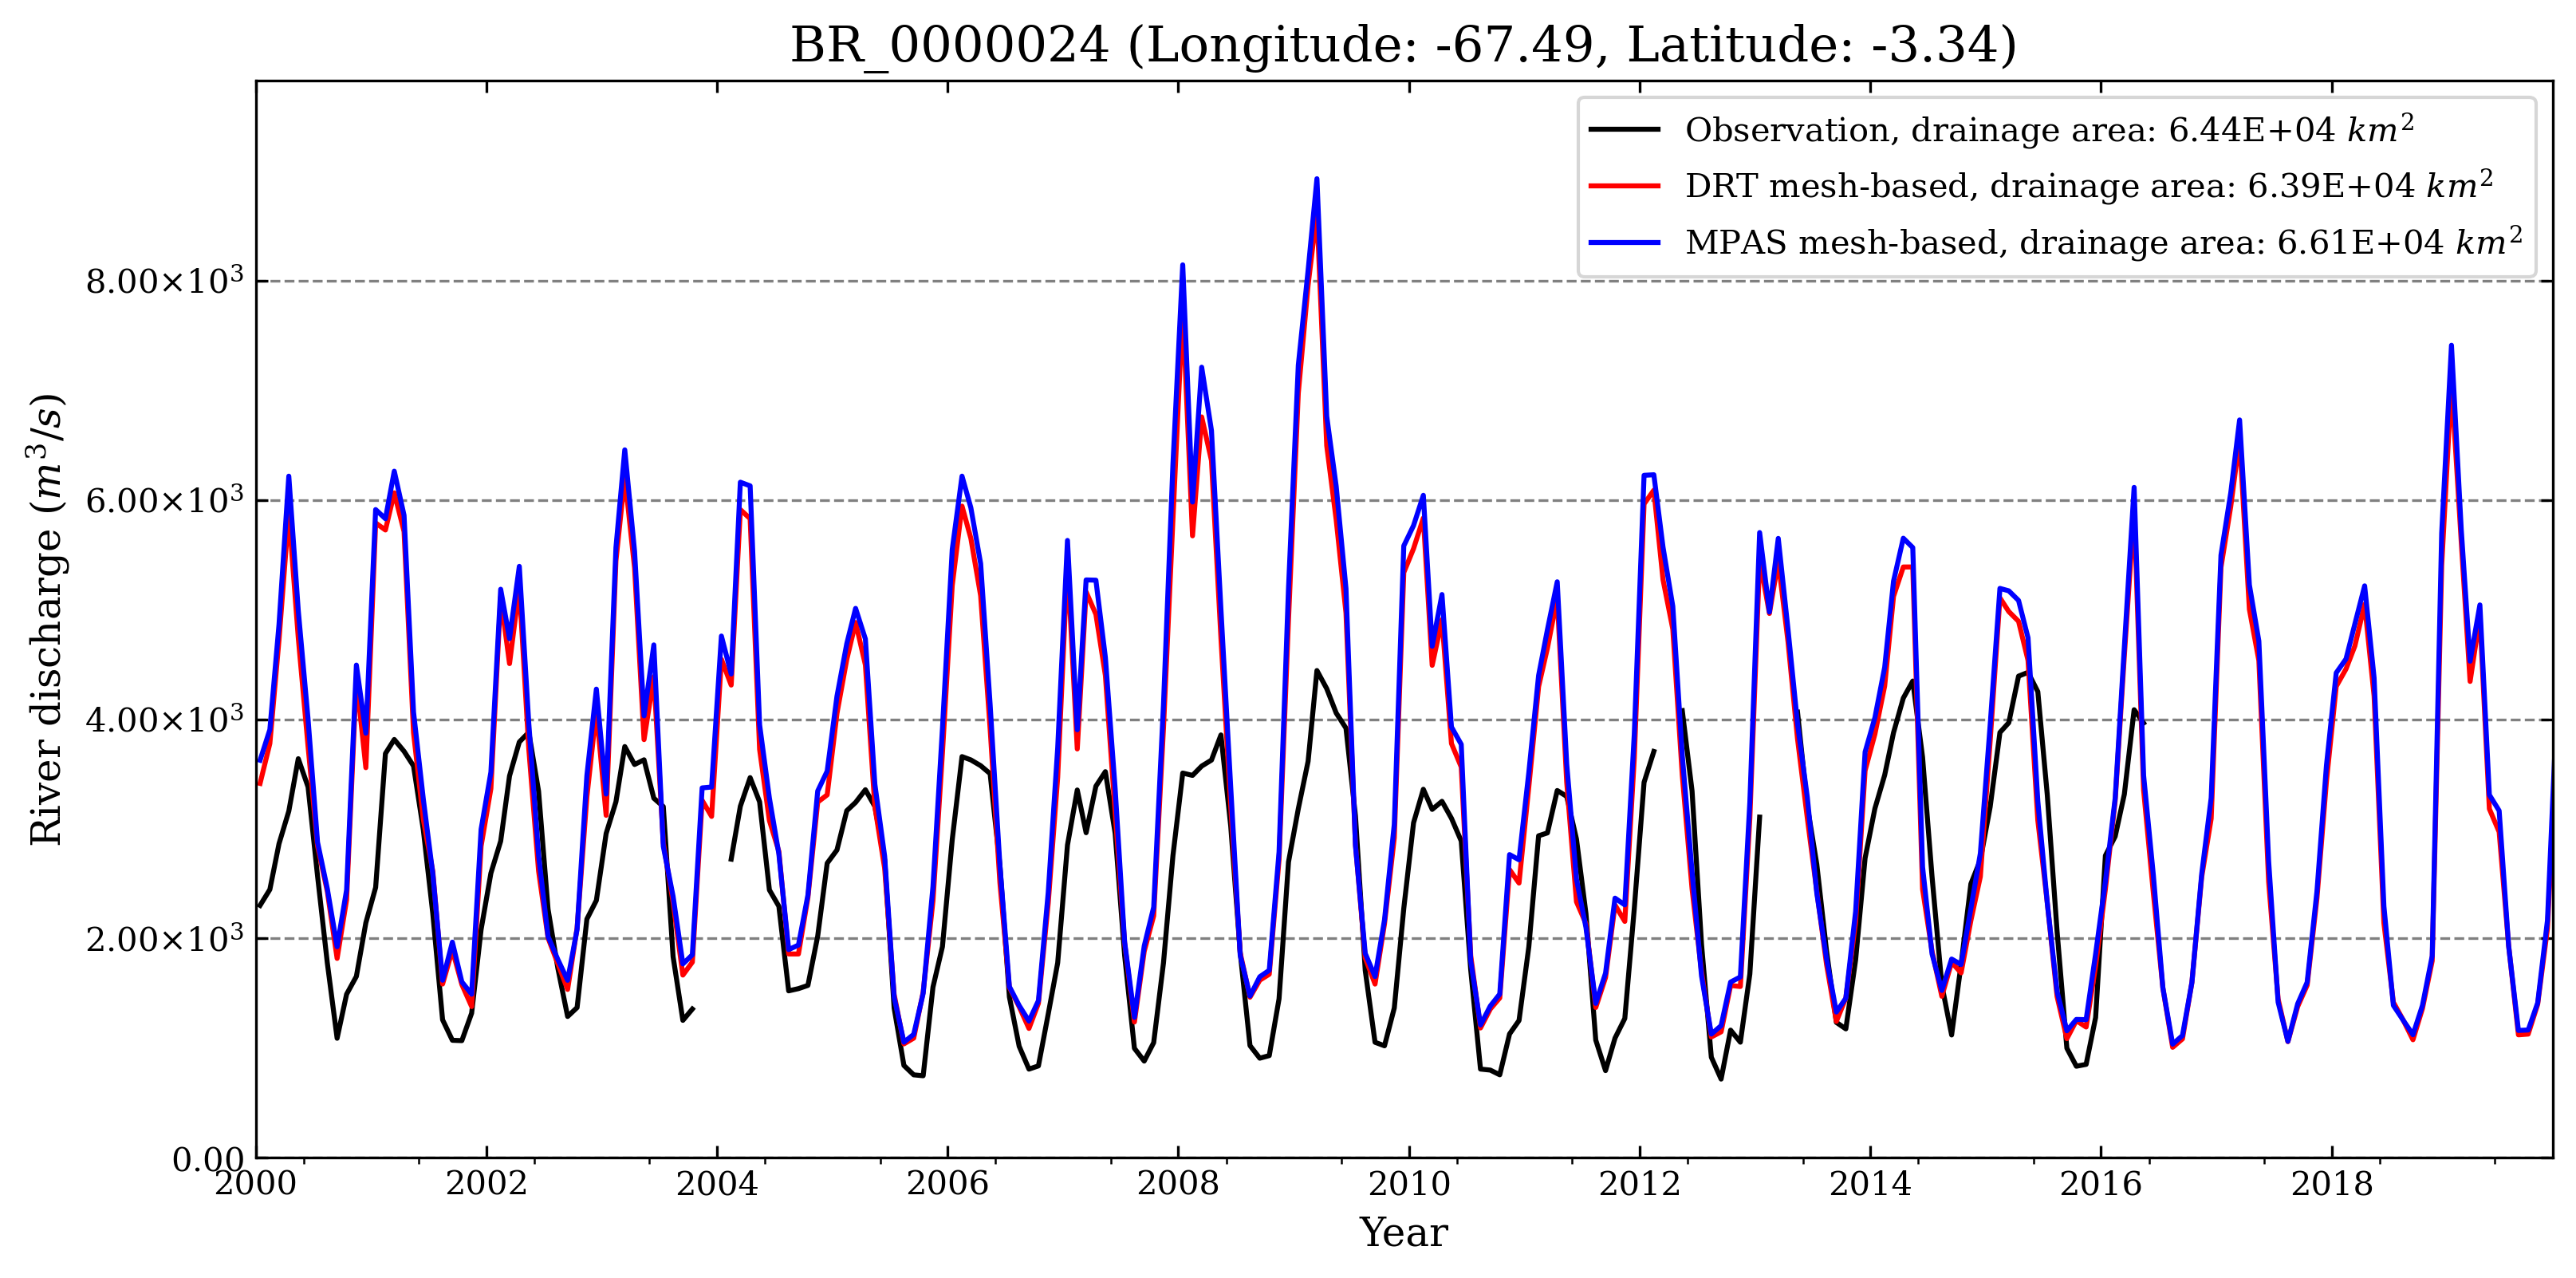 BR_0000024 (Longitude: -67.49, Latitude: -3.34)
Observation, drainage area: 6.44E+04 km²
DRT mesh-based, drainage area: 6.39E+04 km²
MPAS mesh-based, drainage area: 6.61E+04 km²
River discharge (m³/s)
8.00×10³
6.00×10³
4.00×10³
2.00×10³
0.00
2000 2002 2004 2006 2008 2010 2012 2014 2016 2018
Year